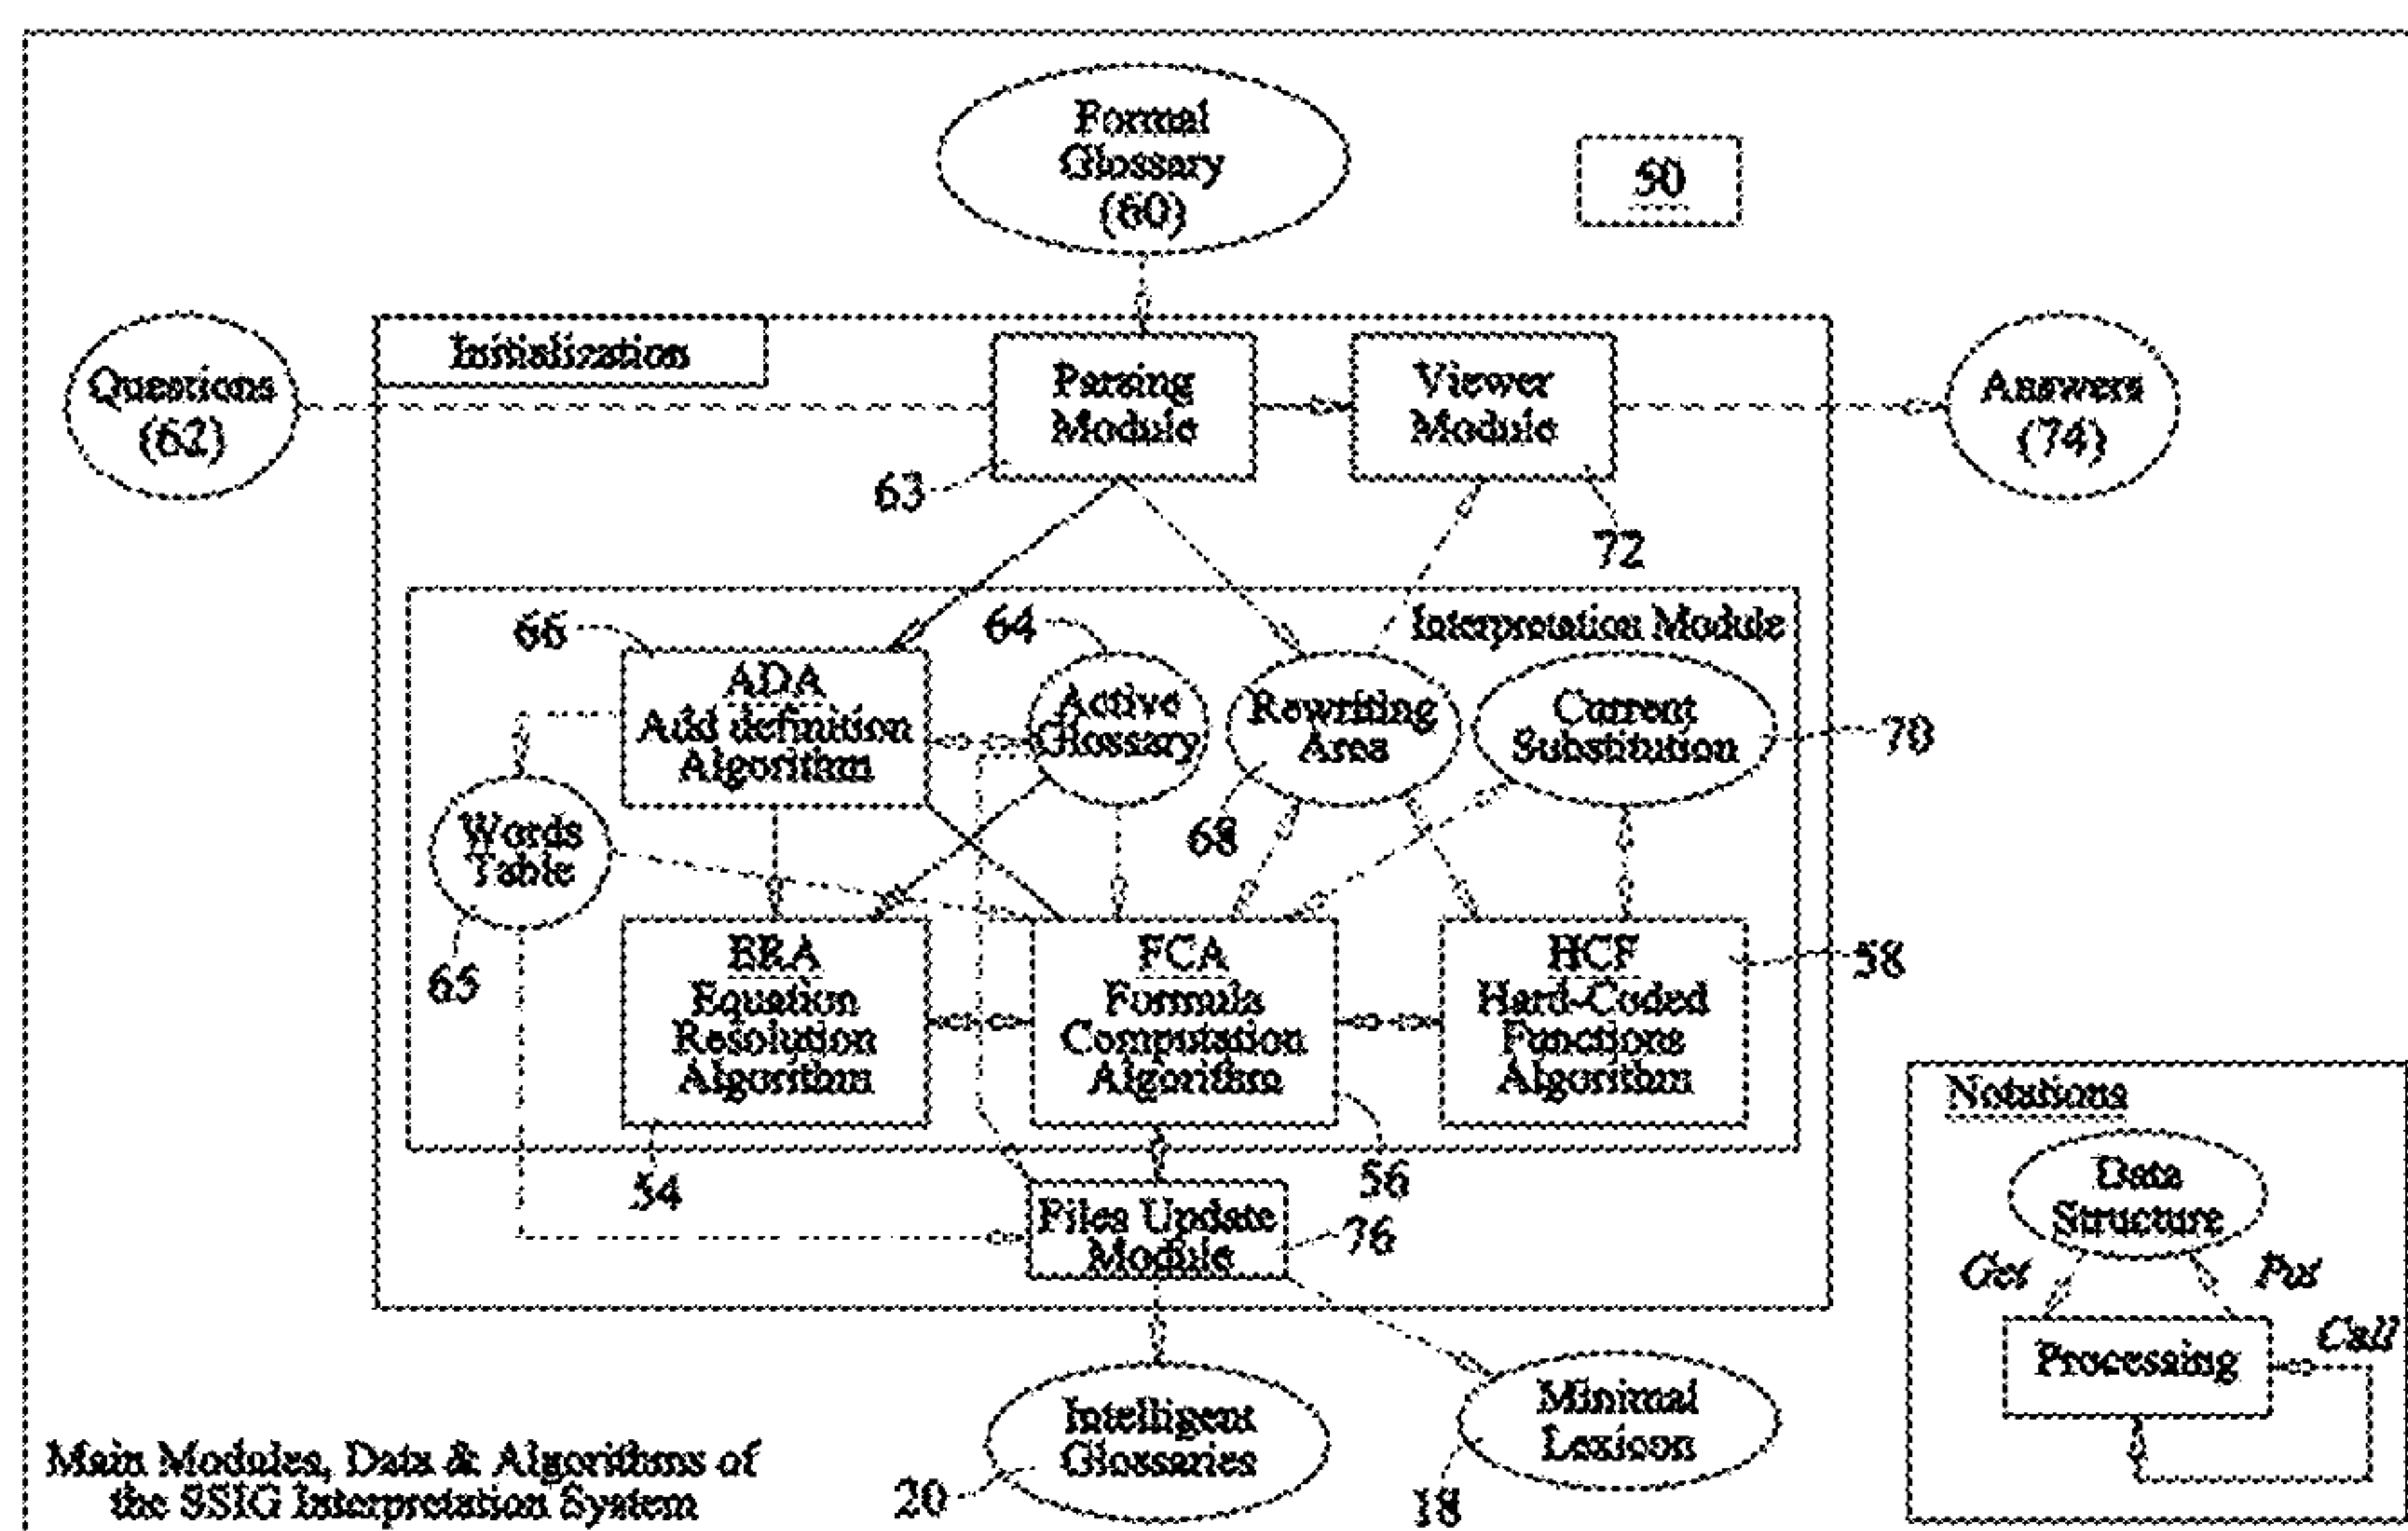 Formal
Glossary
(60)
50
Initialization
Questions
(62)
Parsing
Module
Viewer
Module
Answers
(74)
63
72
66
64
Interpretation Module
ADA
Add definition
Algorithm
Active
Glossary
Rewriting
Area
Current
Substitution
70
68
Words
Table
65
ERA
Equation
Resolution
Algorithm
FCA
Formula
Computation
Algorithm
HCF
Hard-Coded
Functions
Algorithm
58
54
56
Files Update
Module
76
Notations
Data
Structure
Get
Put
Call
Processing
Intelligent
Glossaries
20
Minimal
Lexicon
18
Main Modules, Data & Algorithms of
the SSIG Interpretation System